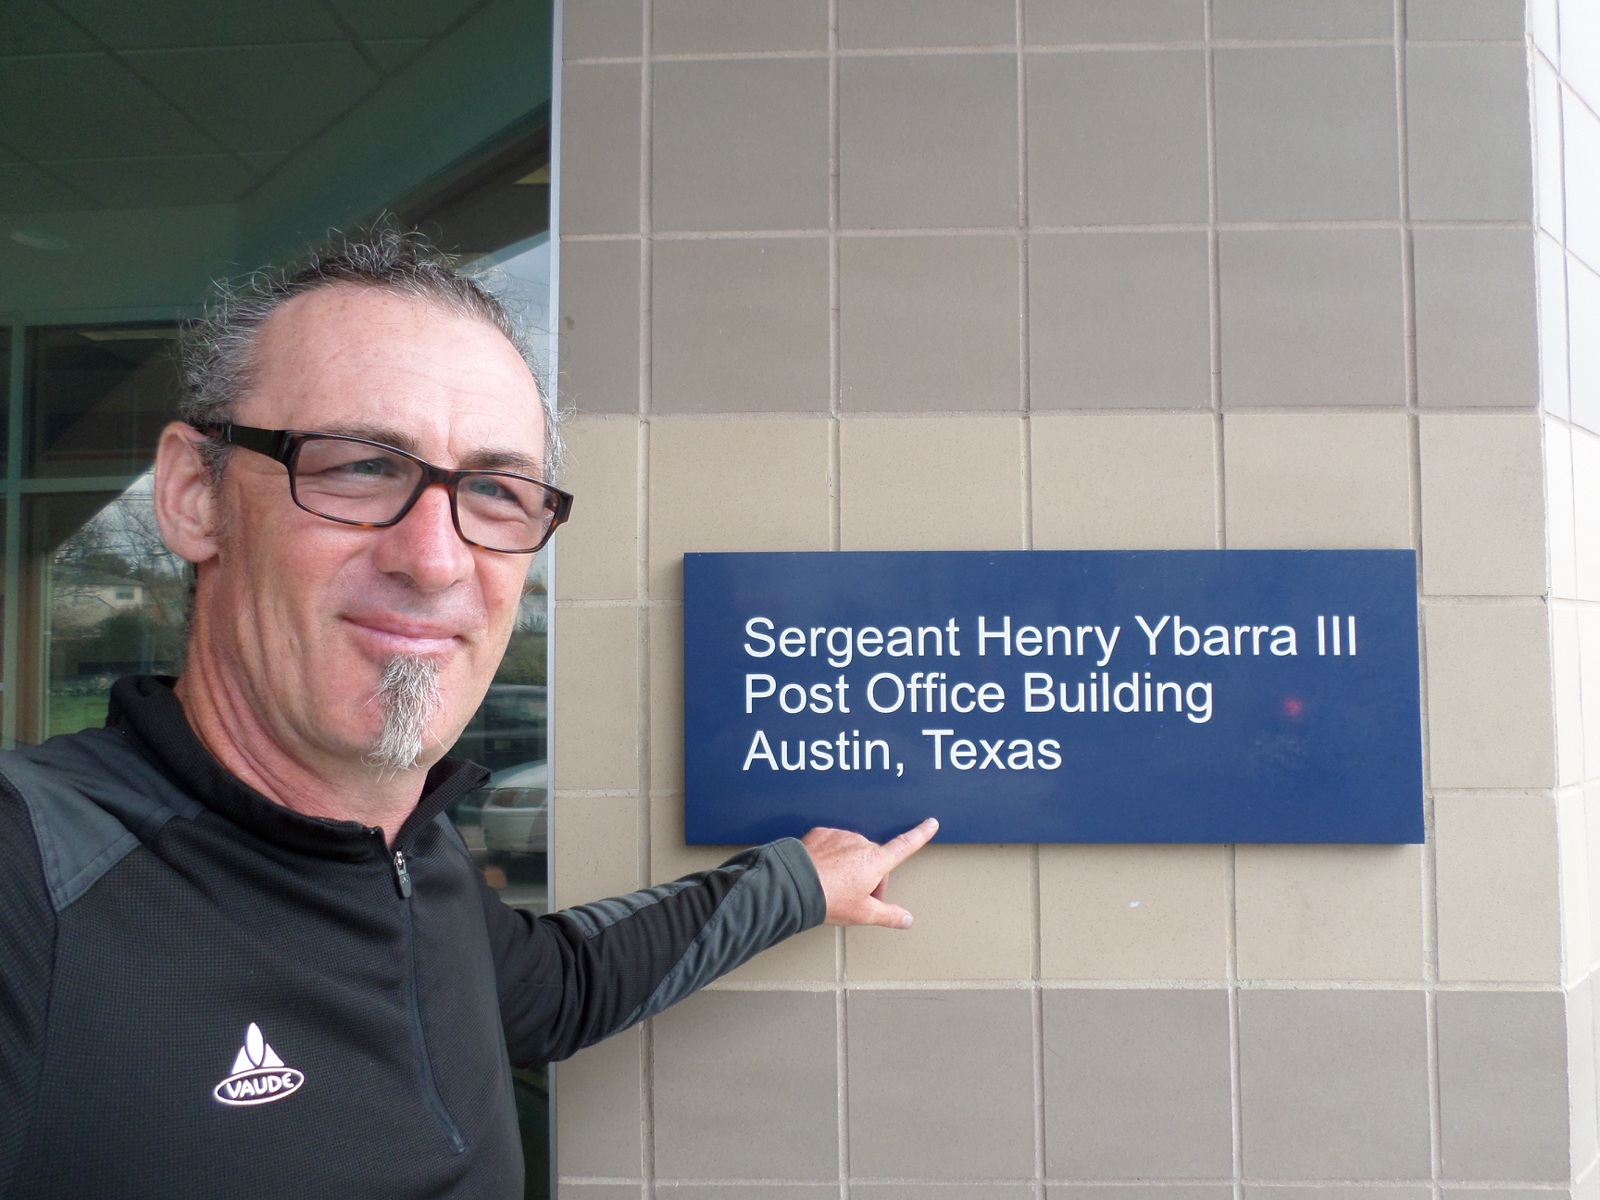 Sergeant Henry Ybarra III
Post Office Building
Austin, Texas
VAUDE